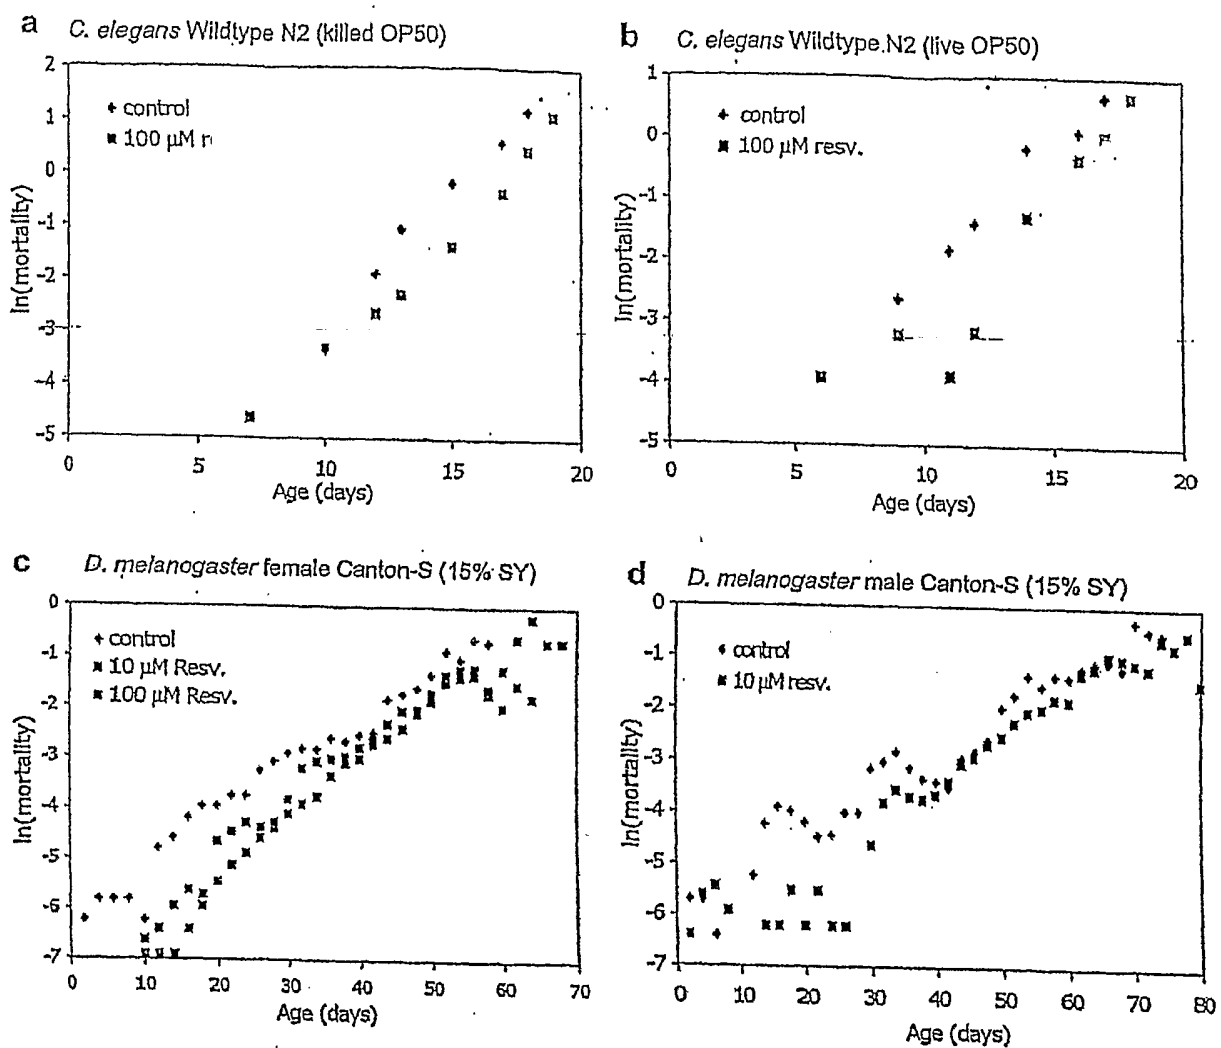 a C. elegans Wildtype N2 (killed OP50)
2
1
0
-1
-2
-3
-4
-5
ln(mortality)
control
100 µM r
0 5 10 15 20
Age (days)
b C. elegans Wildtype N2 (live OP50)
1
0
-1
-2
-3
-4
-5
ln(mortality)
control
100 µM resv.
0 5 10 15 20
Age (days)
c D. melanogaster female Canton-S (15% SY)
0
-1
-2
-3
-4
-5
-6
-7
ln(mortality)
control
10 µM Resv.
100 µM Resv.
0 10 20 30 40 50 60 70
Age (days)
d D. melanogaster male Canton-S (15% SY)
0
-1
-2
-3
-4
-5
-6
-7
ln(mortality)
control
10 µM resv.
0 10 20 30 40 50 60 70 80
Age (days)